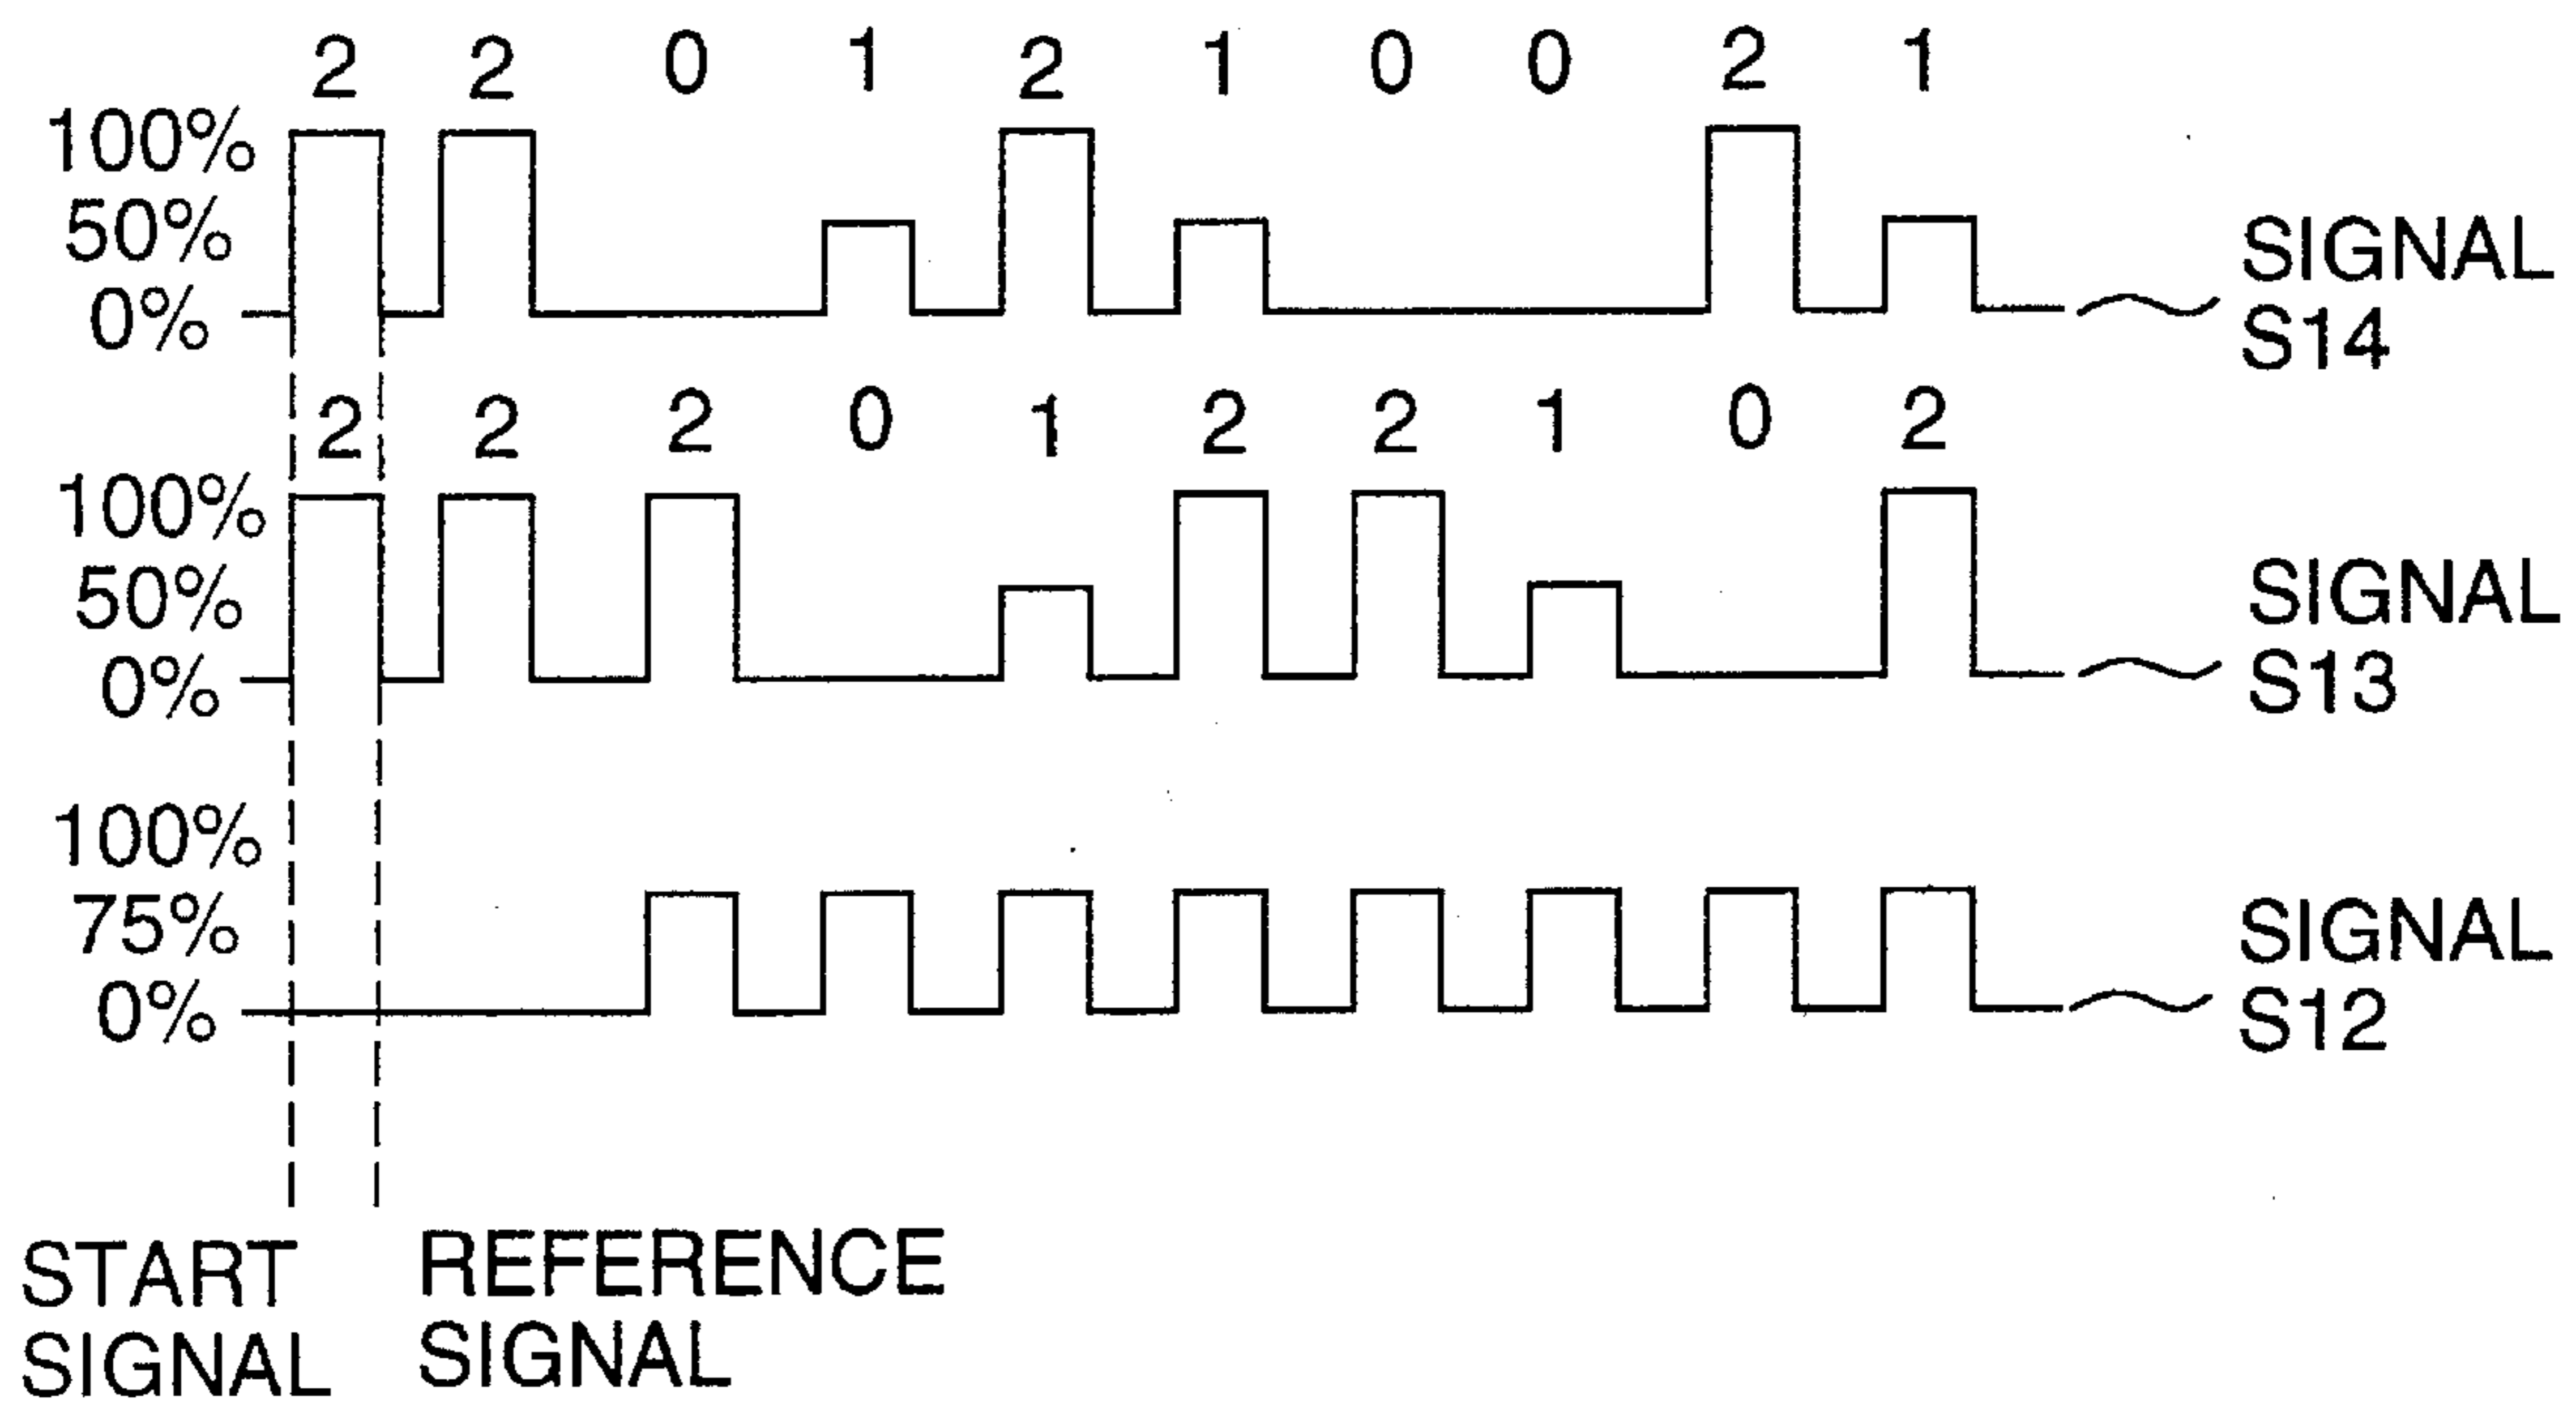 2 2 0 1 2 1 0 0 2 1
100%
50%
0%
SIGNAL
S14
2 2 2 0 1 2 2 1 0 2
100%
50%
0%
SIGNAL
S13
100%
75%
0%
SIGNAL
S12
START
SIGNAL
REFERENCE
SIGNAL